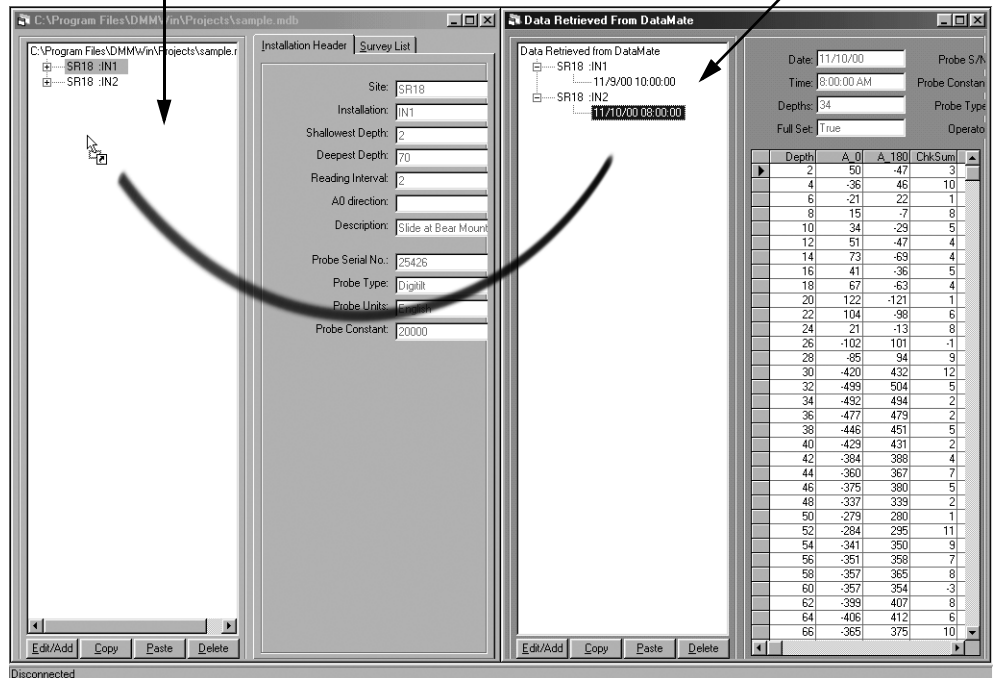 C:\Program Files\DMMWin\Projects\sample.mdb
C:\Program Files\DMMWin\Projects\sample.r
SR18 :IN1
SR18 :IN2
Edit/Add Copy Paste Delete
Installation Header Survey List
Site: SR18
Installation: IN1
Shallowest Depth: 2
Deepest Depth: 70
Reading Interval: 2
A0 direction:
Description: Slide at Bear Mount
Probe Serial No.: 25426
Probe Type: Digitilt
Probe Units: English
Probe Constant: 20000
Data Retrieved From DataMate
Data Retrieved from DataMate
SR18 :IN1
11/9/00 10:00:00
SR18 :IN2
11/10/00 08:00:00
Edit/Add Copy Paste Delete
Date: 11/10/00 Probe S/N
Time: 8:00:00 AM Probe Constan
Depths: 34 Probe Type
Full Set: True Operato
Depth A_0 A_180 ChkSum
2 50 -47 3
4 -36 46 10
6 -21 22 1
8 15 -7 8
10 34 -29 5
12 51 -47 4
14 73 -69 4
16 41 -36 5
18 67 -63 4
20 122 -121 1
22 104 -98 6
24 21 -13 8
26 -102 101 -1
28 -85 94 9
30 -420 432 12
32 -499 504 5
34 -492 494 2
36 -477 479 2
38 -446 451 5
40 -429 431 2
42 -384 388 4
44 -360 367 7
46 -375 380 5
48 -337 339 2
50 -279 280 1
52 -284 295 11
54 -341 350 9
56 -351 358 7
58 -357 365 8
60 -357 354 -3
62 -399 407 8
64 -406 412 6
66 -365 375 10
Disconnected